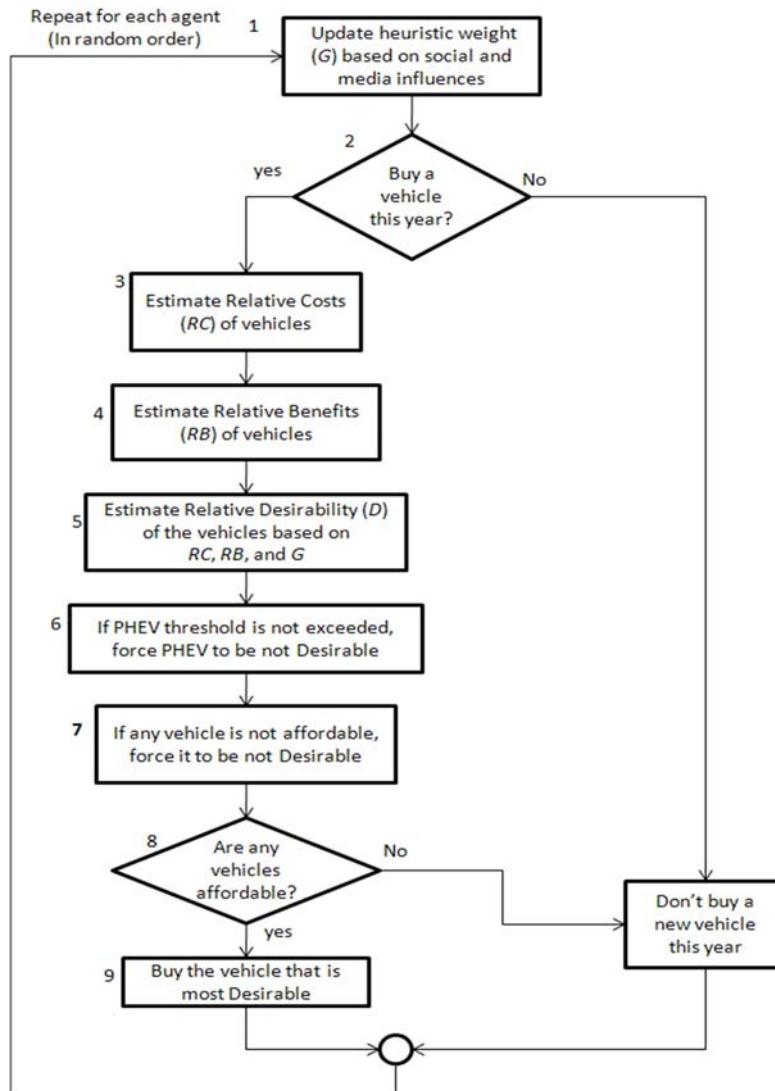 Repeat for each agent
(In random order)
1
Update heuristic weight
(G) based on social and
media influences
2
Buy a
vehicle
this year?
yes
No
3
Estimate Relative Costs
(RC) of vehicles
4
Estimate Relative Benefits
(RB) of vehicles
5
Estimate Relative Desirability (D)
of the vehicles based on
RC, RB, and G
6
If PHEV threshold is not exceeded,
force PHEV to be not Desirable
7
If any vehicle is not affordable,
force it to be not Desirable
8
Are any
vehicles
affordable?
No
yes
Don't buy a
new vehicle
this year
9
Buy the vehicle that is
most Desirable